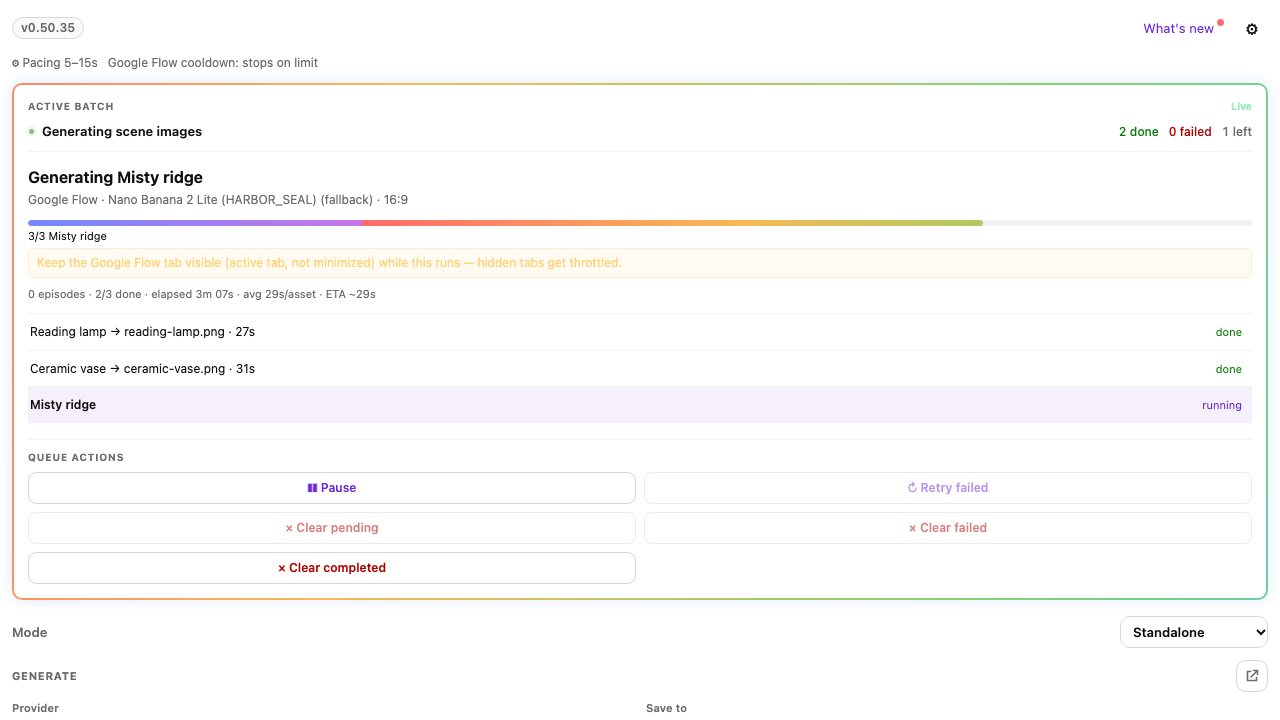 v0.50.35
What's new
Pacing 5–15s Google Flow cooldown: stops on limit
ACTIVE BATCH
Live
Generating scene images
2 done 0 failed 1 left
Generating Misty ridge
Google Flow · Nano Banana 2 Lite (HARBOR_SEAL) (fallback) · 16:9
3/3 Misty ridge
Keep the Google Flow tab visible (active tab, not minimized) while this runs — hidden tabs get throttled.
0 episodes · 2/3 done · elapsed 3m 07s · avg 29s/asset · ETA ~29s
Reading lamp → reading-lamp.png · 27s
done
Ceramic vase → ceramic-vase.png · 31s
done
Misty ridge
running
QUEUE ACTIONS
Pause
↻ Retry failed
× Clear pending
× Clear failed
× Clear completed
Mode
Standalone
GENERATE
Provider
Save to